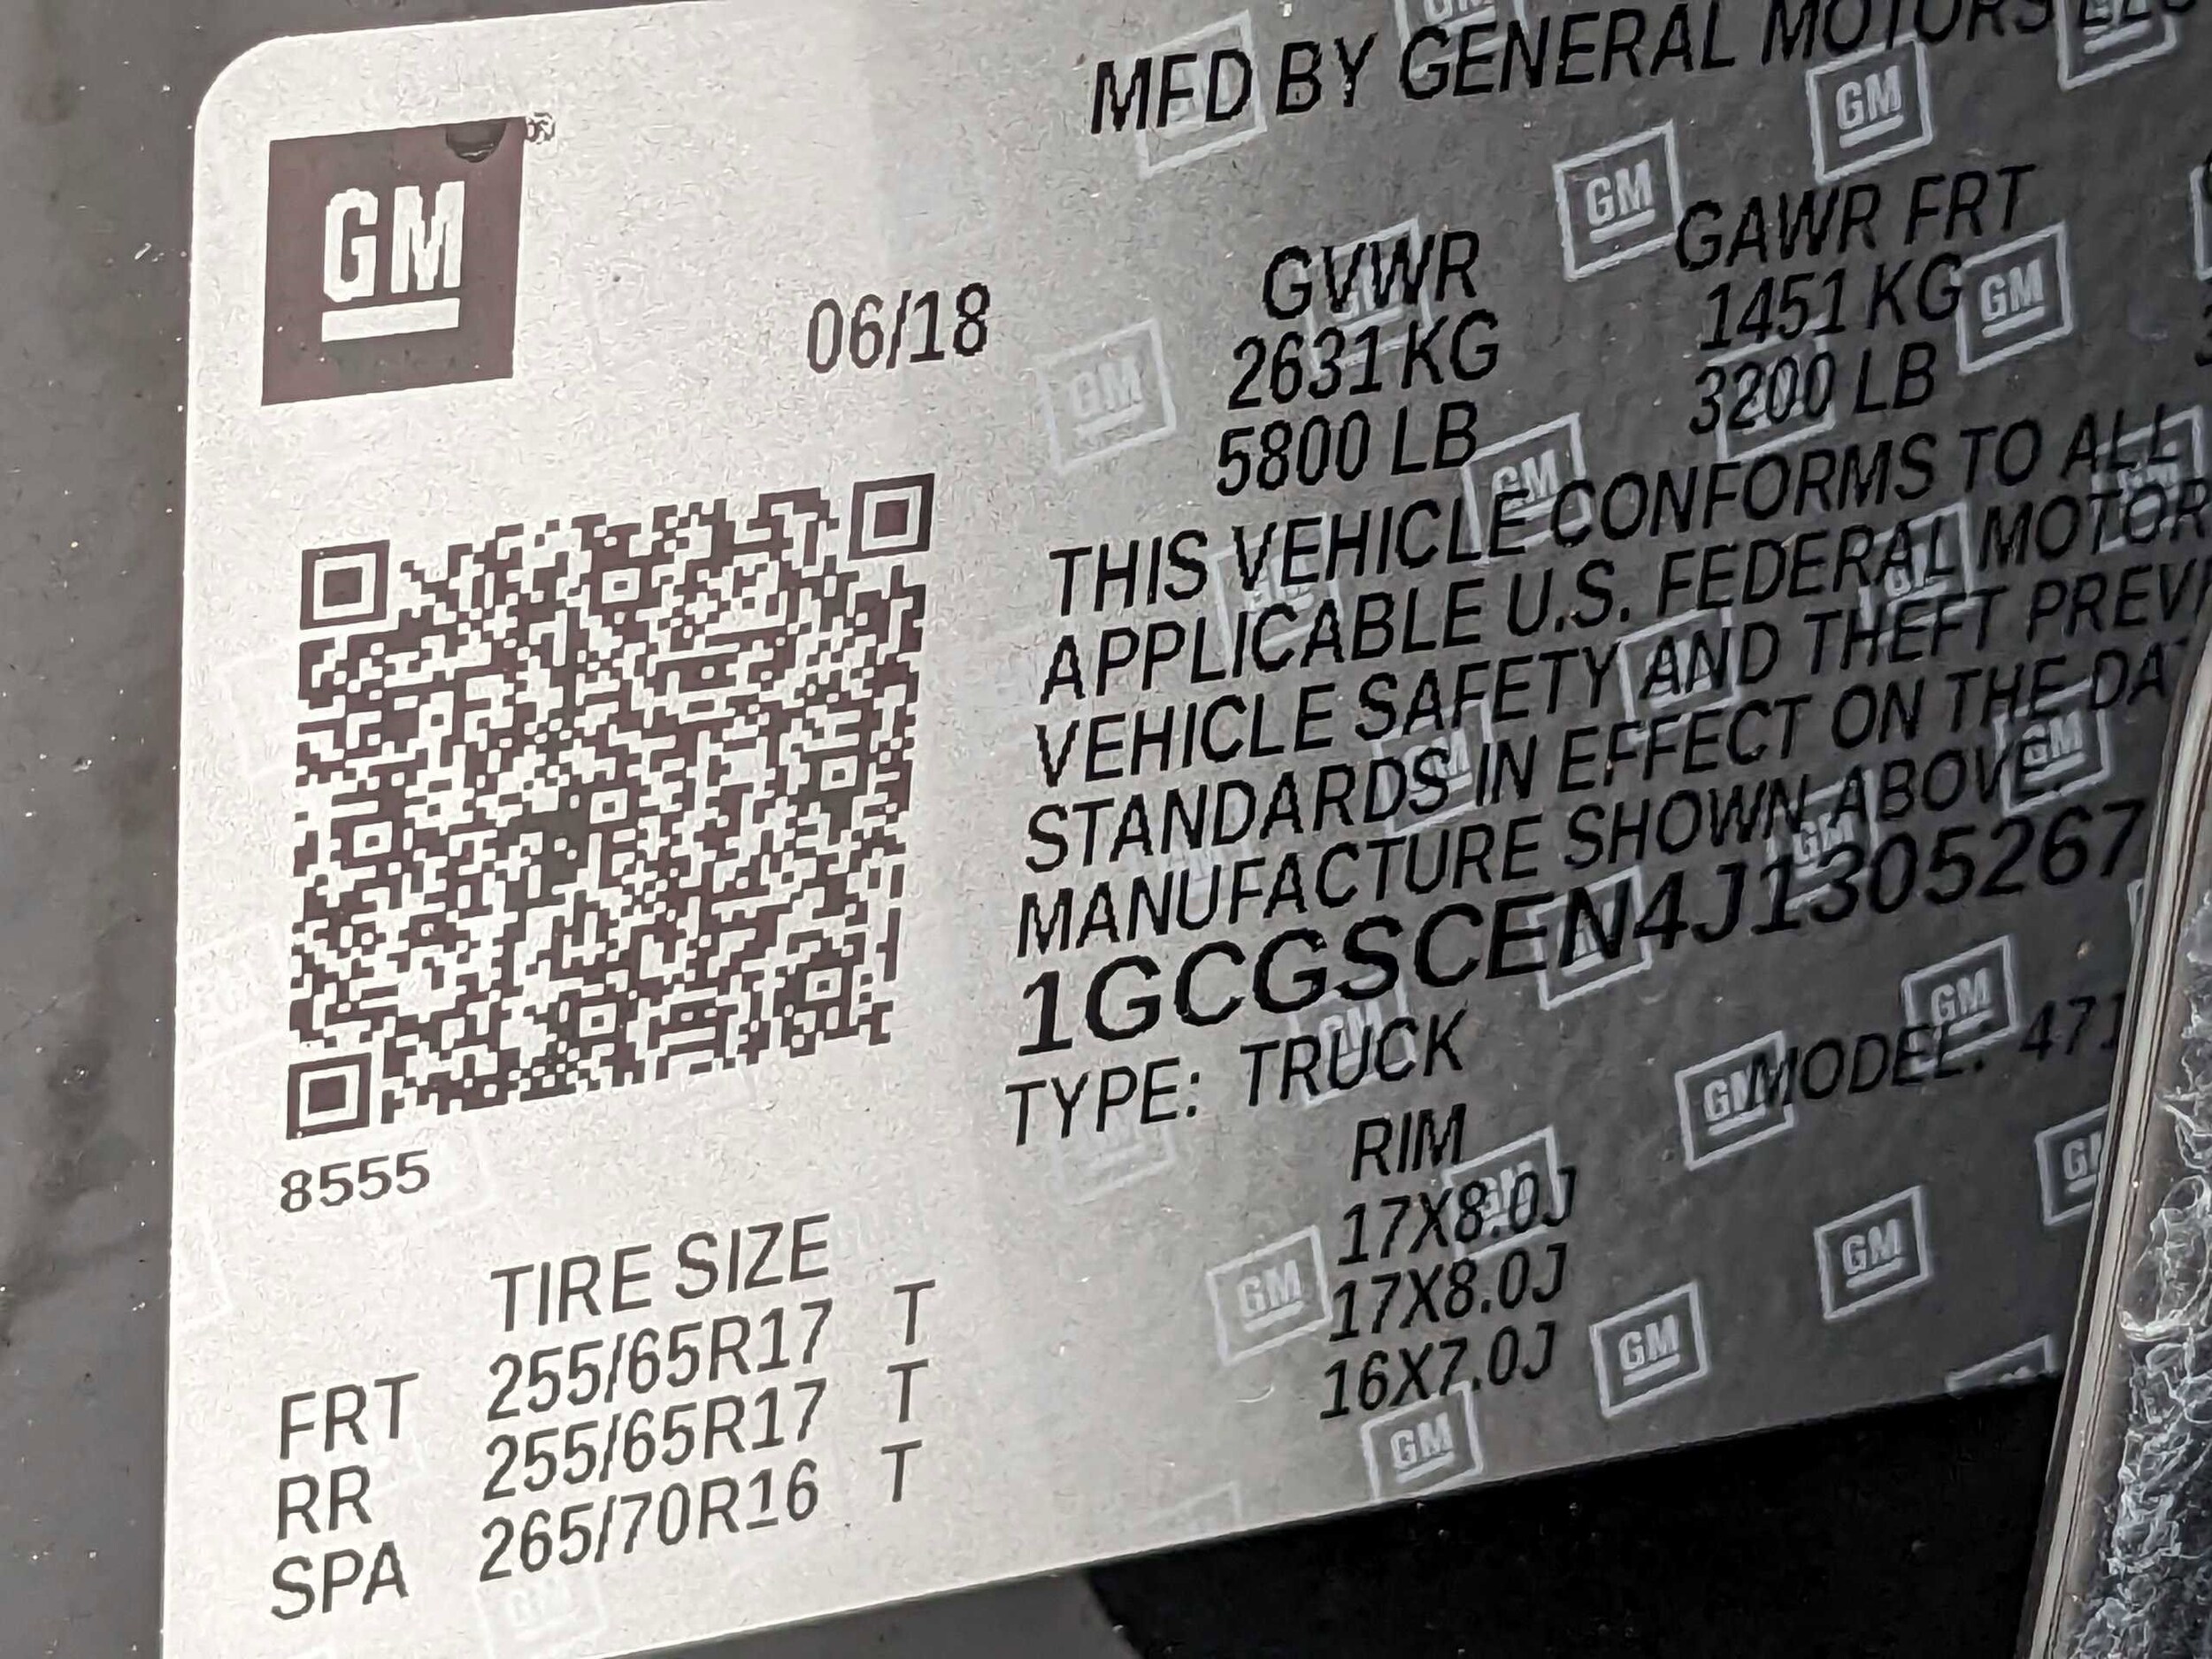 GM
MFD BY GENERAL MOTORS
06/18
GVWR GAWR FRT
2631 KG 1451 KG
5800 LB 3200 LB
THIS VEHICLE CONFORMS TO ALL
APPLICABLE U.S. FEDERAL MOTOR
VEHICLE SAFETY AND THEFT PREV
STANDARDS IN EFFECT ON THE DA
MANUFACTURE SHOWN ABOVE.
1GCGSCEN4J1305267
TYPE: TRUCK MODEL: 471
8555
TIRE SIZE RIM
FRT 255/65R17 T 17X8.0J
RR 255/65R17 T 17X8.0J
SPA 265/70R16 T 16X7.0J